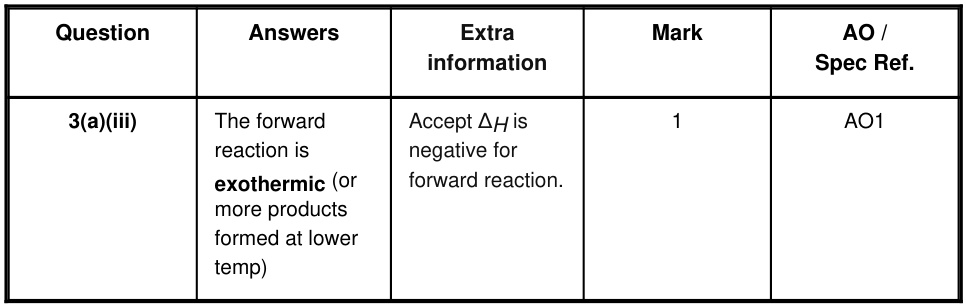 Question Answers Extra information Mark AO / Spec Ref.
3(a)(iii)
The forward
reaction is
exothermic (or
more products
formed at lower
temp)
Accept ΔH is
negative for
forward reaction.
1
AO1